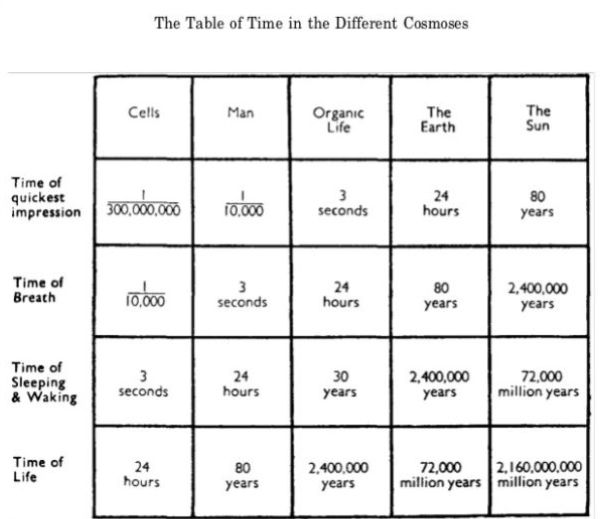 The Table of Time in the Different Cosmoses
Cells Man Organic Life The Earth The Sun
Time of quickest impression 1/300,000,000 1/10,000 3 seconds 24 hours 80 years
Time of Breath 1/10,000 3 seconds 24 hours 80 years 2,400,000 years
Time of Sleeping & Waking 3 seconds 24 hours 30 years 2,400,000 years 72,000 million years
Time of Life 24 hours 80 years 2,400,000 years 72,000 million years 2,160,000,000 million years